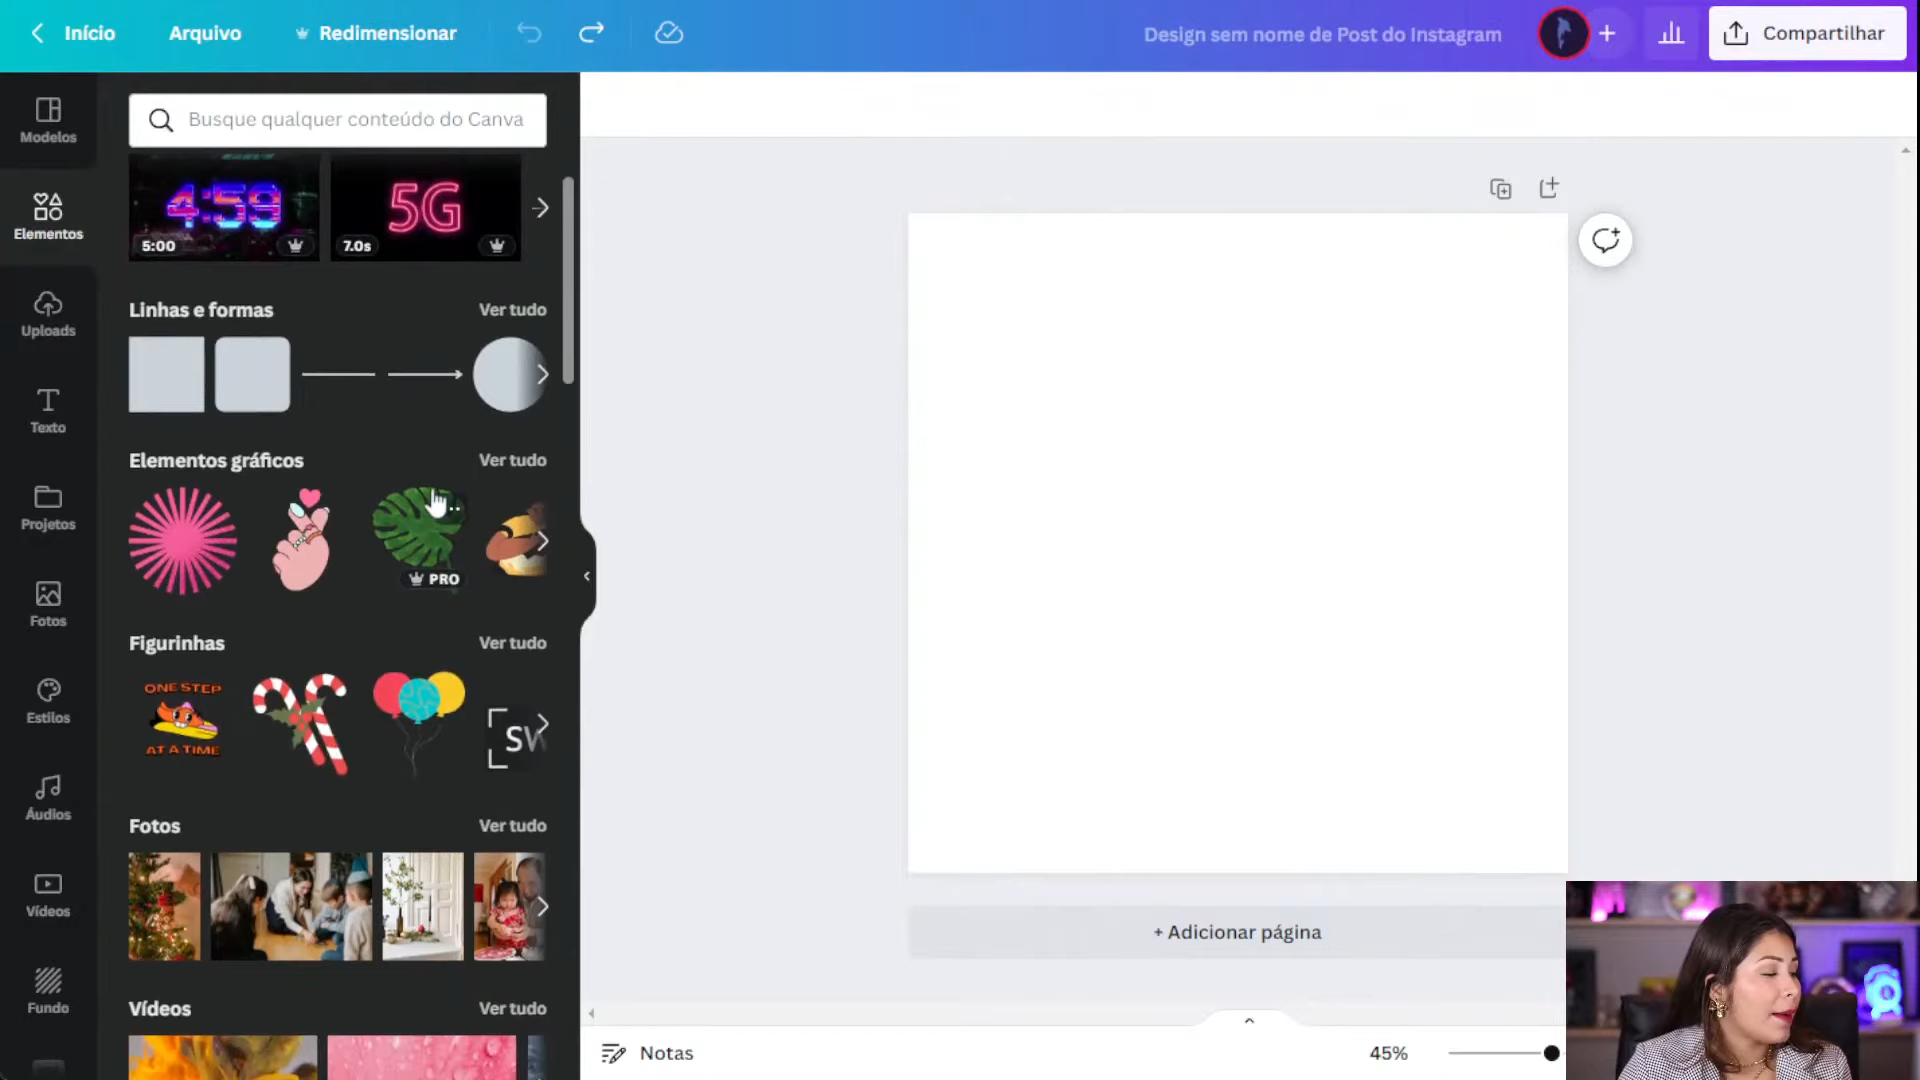 Início
Arquivo
Redimensionar
Design sem nome de Post do Instagram
Compartilhar
Modelos
Elementos
Uploads
Texto
Projetos
Fotos
Estilos
Áudios
Vídeos
Fundo
Busque qualquer conteúdo do Canva
4:59
5:00
5G
7.0s
Linhas e formas
Ver tudo
Elementos gráficos
Ver tudo
PRO
Figurinhas
Ver tudo
ONE STEP
AT A TIME
SW
Fotos
Ver tudo
Vídeos
Ver tudo
+ Adicionar página
Notas
45%